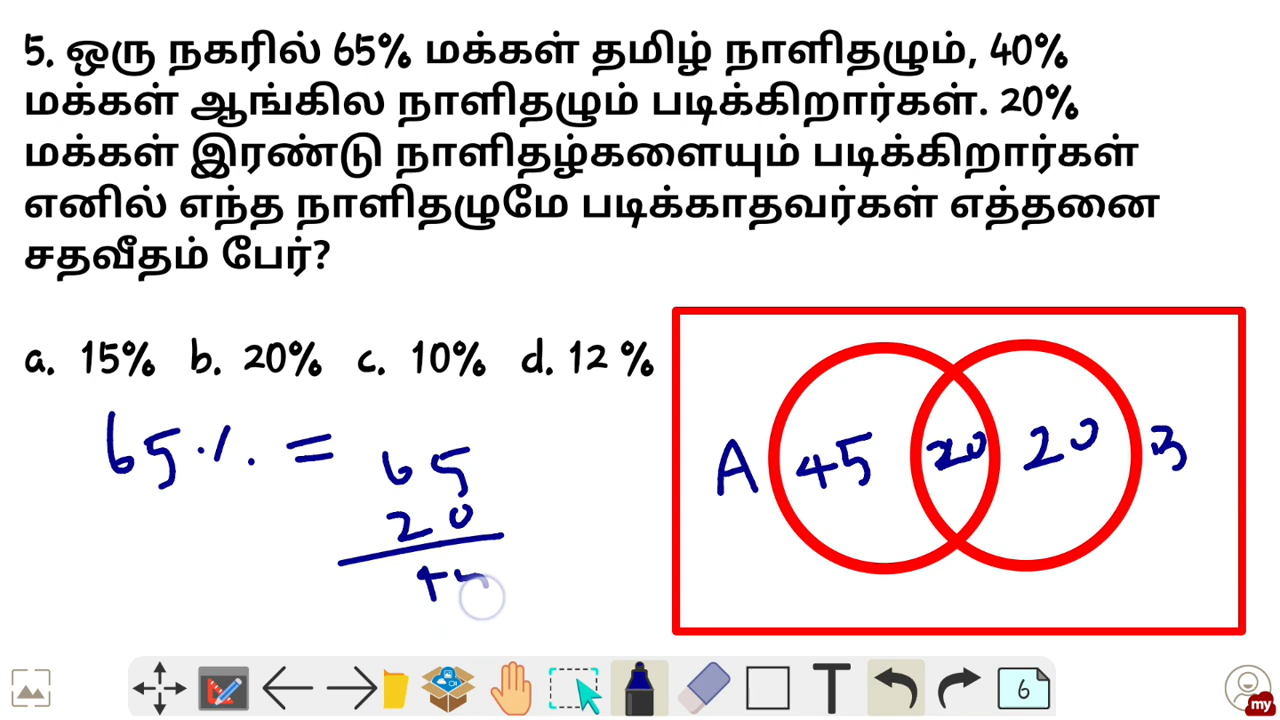 5. ஒரு நகரில் 65% மக்கள் தமிழ் நாளிதழும், 40%
மக்கள் ஆங்கில நாளிதழும் படிக்கிறார்கள். 20%
மக்கள் இரண்டு நாளிதழ்களையும் படிக்கிறார்கள்
எனில் எந்த நாளிதழுமே படிக்காதவர்கள் எத்தனை
சதவீதம் பேர்?
a. 15% b. 20% c. 10% d. 12 %
65% = 65
20
45
A 45 20 20 B
T 6
my